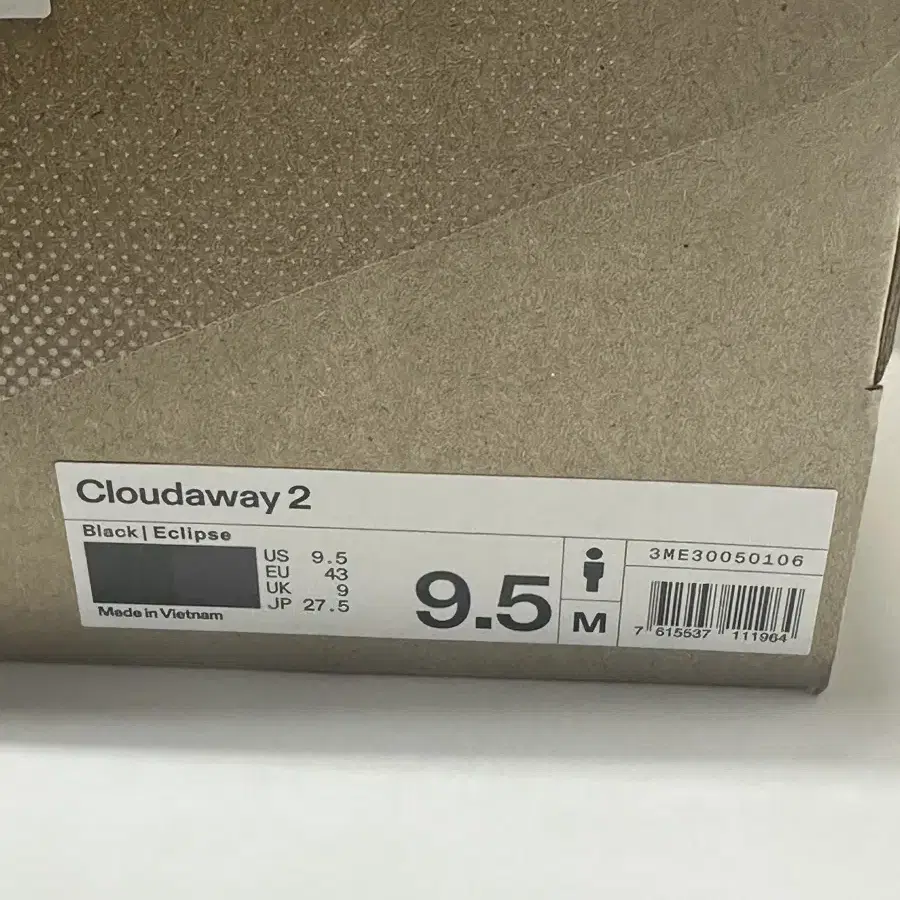 Cloudaway 2
Black | Eclipse
US 9.5
EU 43
UK 9
JP 27.5
Made in Vietnam
9.5
M
3ME30050106
7 615537 111964